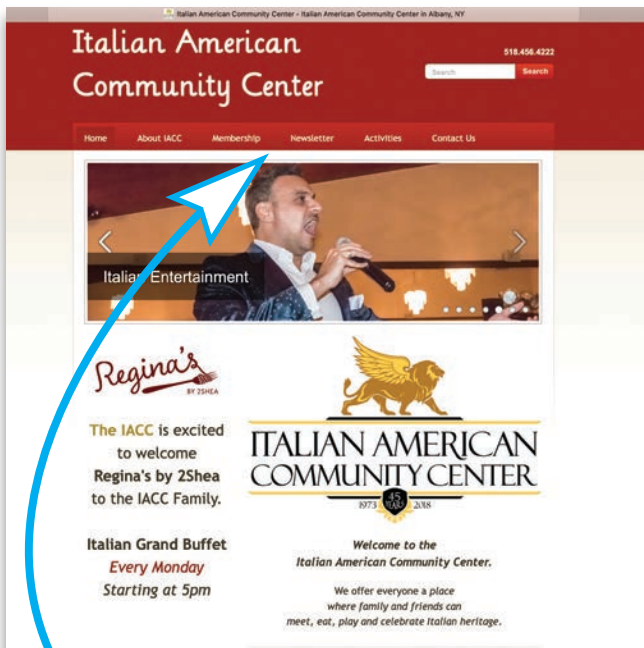 Italian American Community Center - Italian American Community Center in Albany, NY
Italian American
Community Center
518.456.4222
Search
Search
Home About IACC Membership Newsletter Activities Contact Us
Italian Entertainment
Regina's
BY 2SHEA
The IACC is excited
to welcome
Regina's by 2Shea
to the IACC Family.
Italian Grand Buffet
Every Monday
Starting at 5pm
ITALIAN AMERICAN
COMMUNITY CENTER
1973 45 YEARS 2018
Welcome to the
Italian American Community Center.
We offer everyone a place
where family and friends can
meet, eat, play and celebrate Italian heritage.